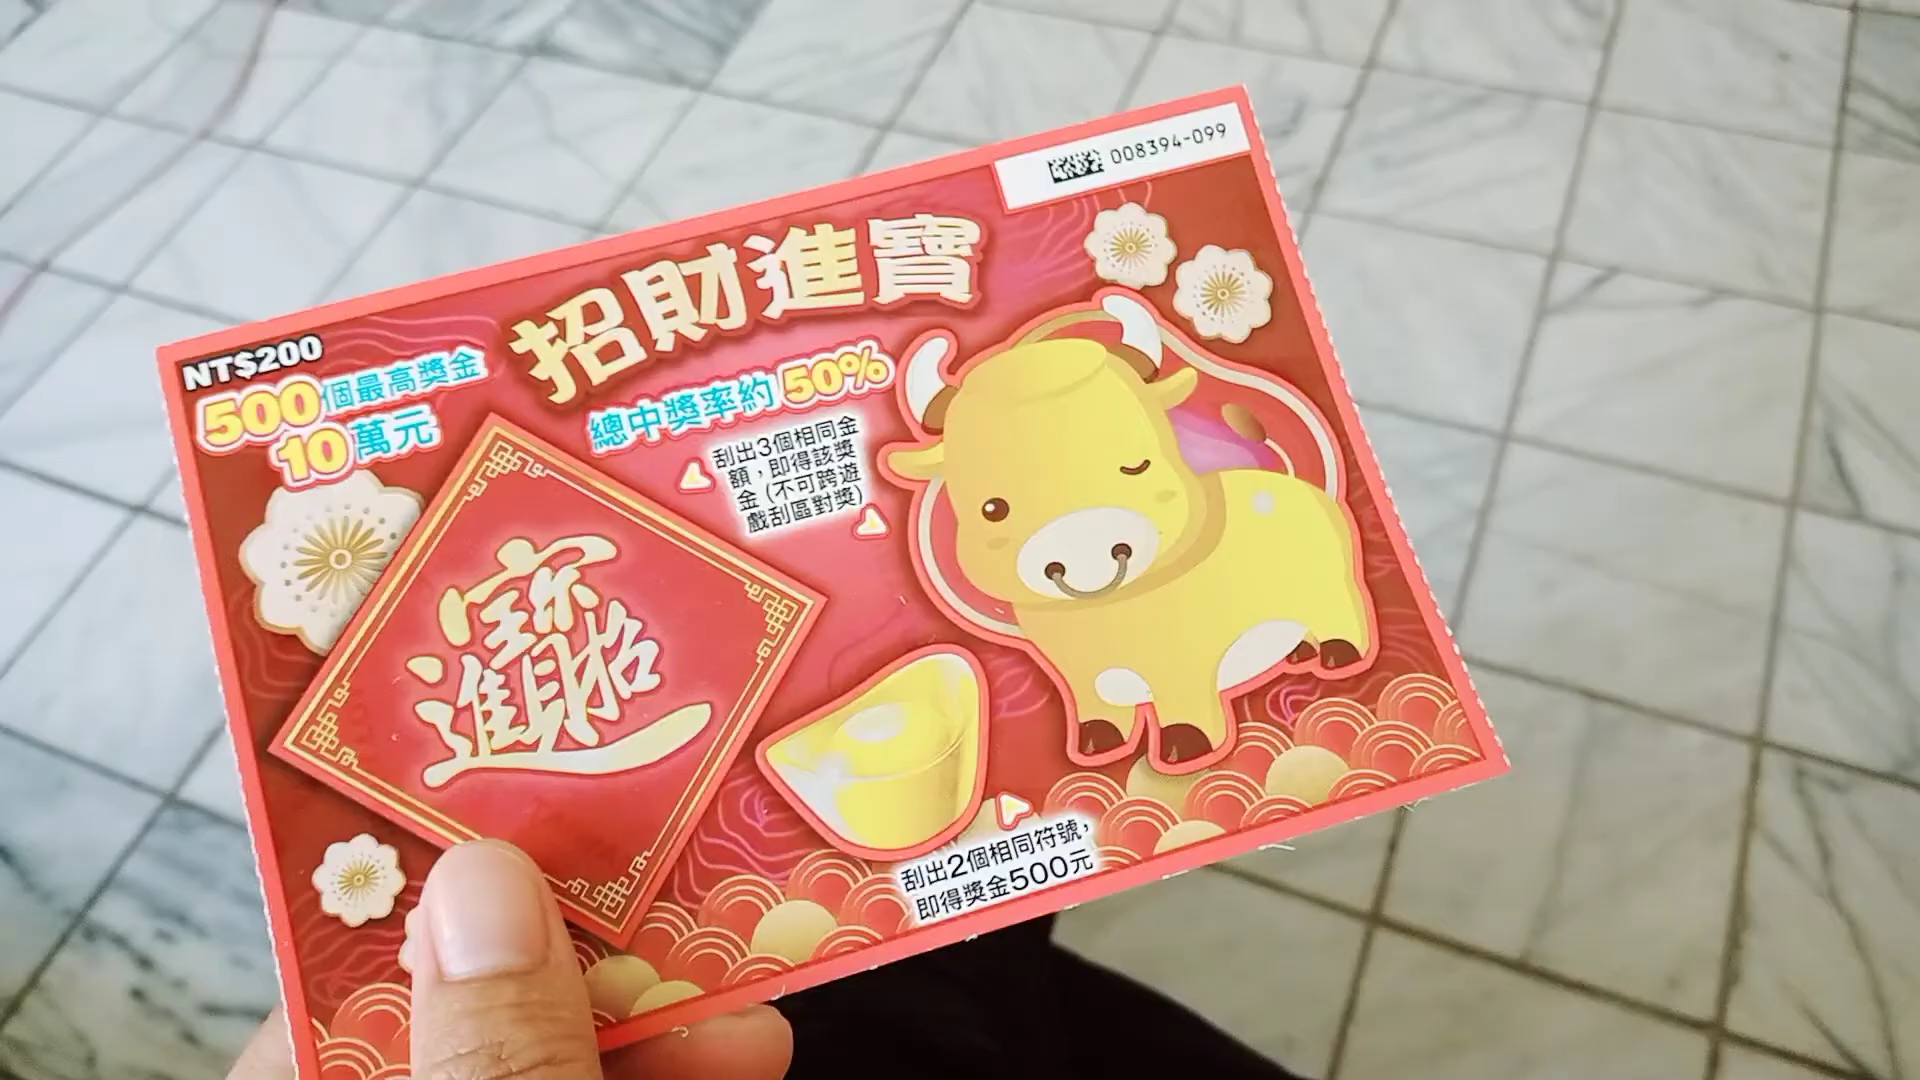 008394-099
招財進寶
NT$200
500個最高獎金
10萬元
總中獎率約50%
刮出3個相同金
額，即得該獎
金(不可跨遊
戲刮區對獎)
招財進寶
刮出2個相同符號，
即得獎金500元